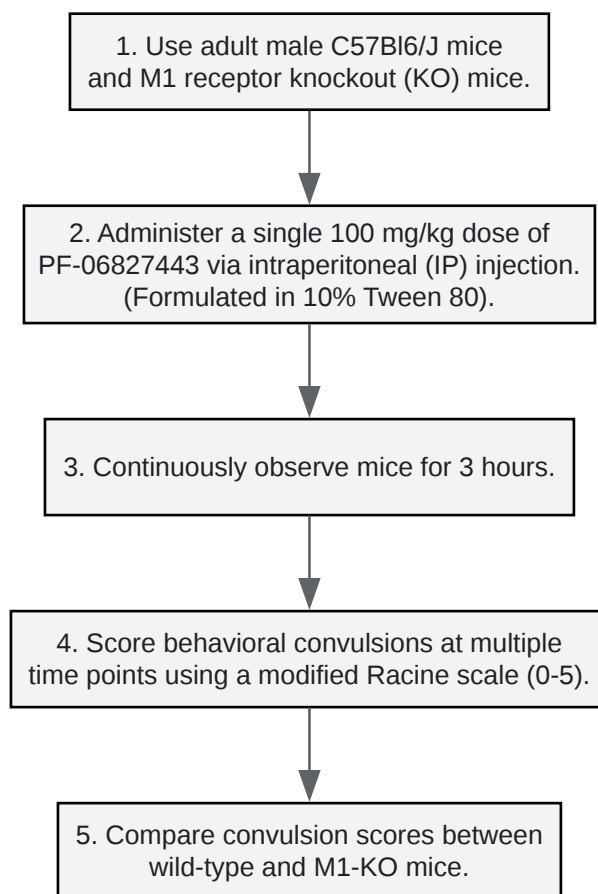 1. Use adult male C57Bl6/J mice
and M1 receptor knockout (KO) mice.
2. Administer a single 100 mg/kg dose of
PF-06827443 via intraperitoneal (IP) injection.
(Formulated in 10% Tween 80).
3. Continuously observe mice for 3 hours.
4. Score behavioral convulsions at multiple
time points using a modified Racine scale (0-5).
5. Compare convulsion scores between
wild-type and M1-KO mice.